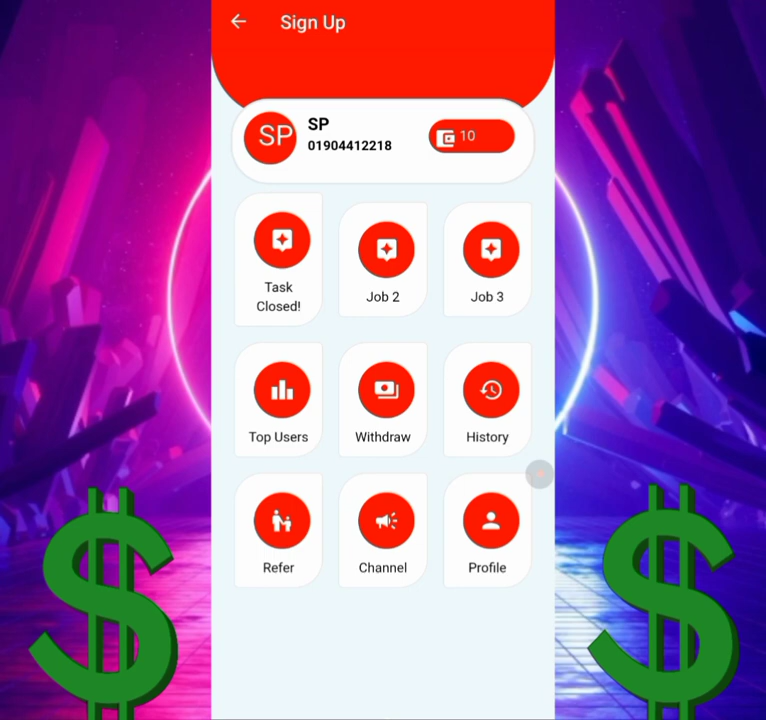 Sign Up
SP
SP
01904412218
10
Task
Closed!
Job 2
Job 3
Top Users
Withdraw
History
Refer
Channel
Profile
$
$